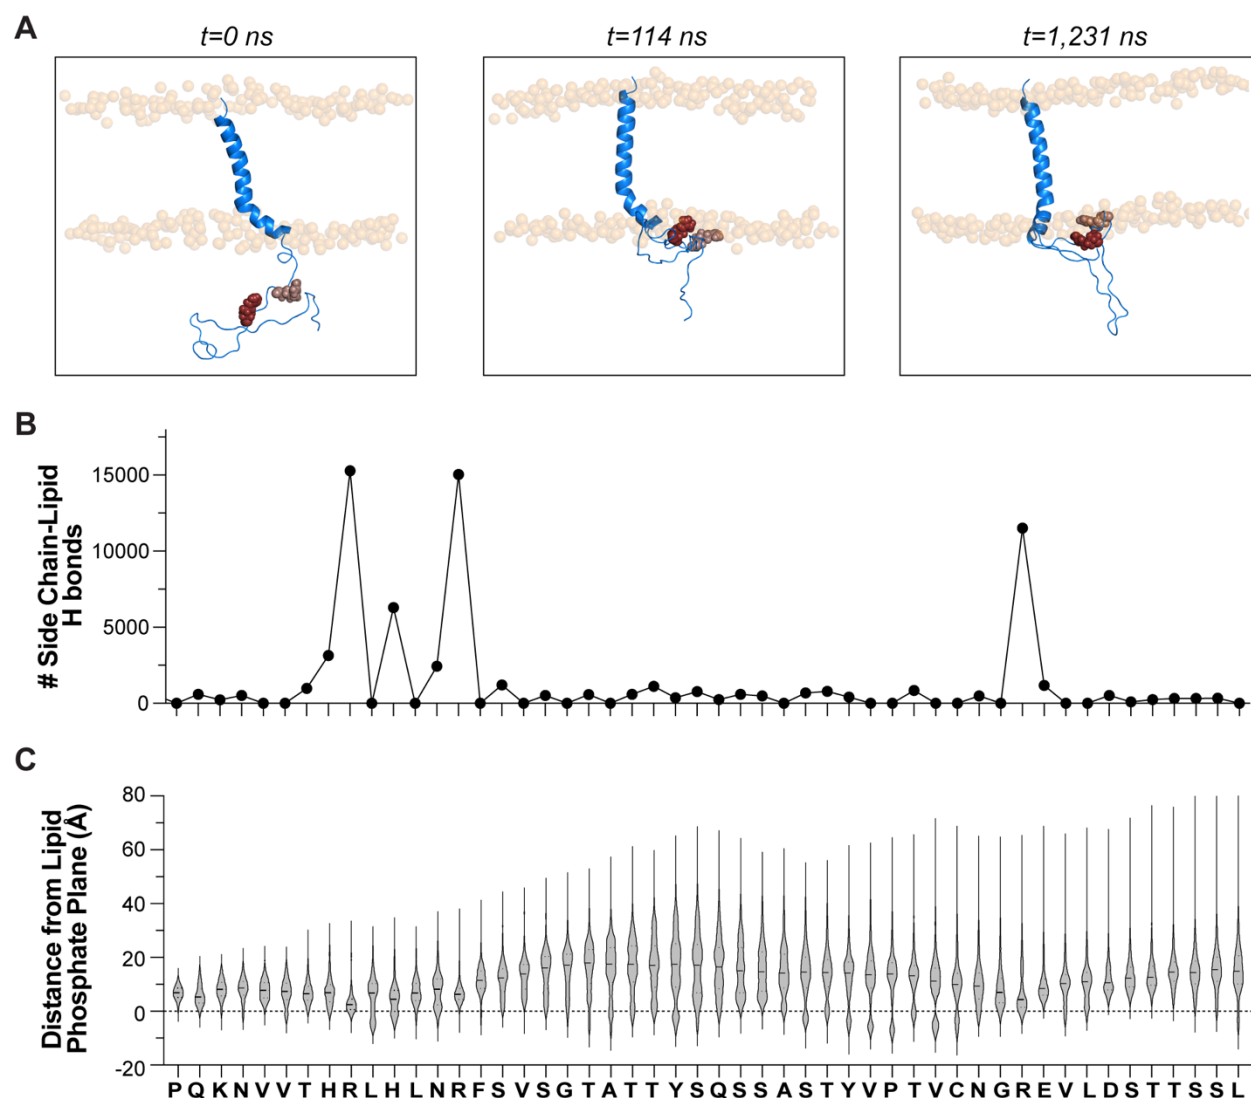 A
t=0 ns
t=114 ns
t=1,231 ns
B
# Side Chain-Lipid
H bonds
15000
10000
5000
0
C
Distance from Lipid
Phosphate Plane (Å)
80
60
40
20
0
-20
P Q K N V V T H R L H L N R F S V S G T A T T Y S Q S S A S T Y V P T V C N G R E V L D S T T S S L